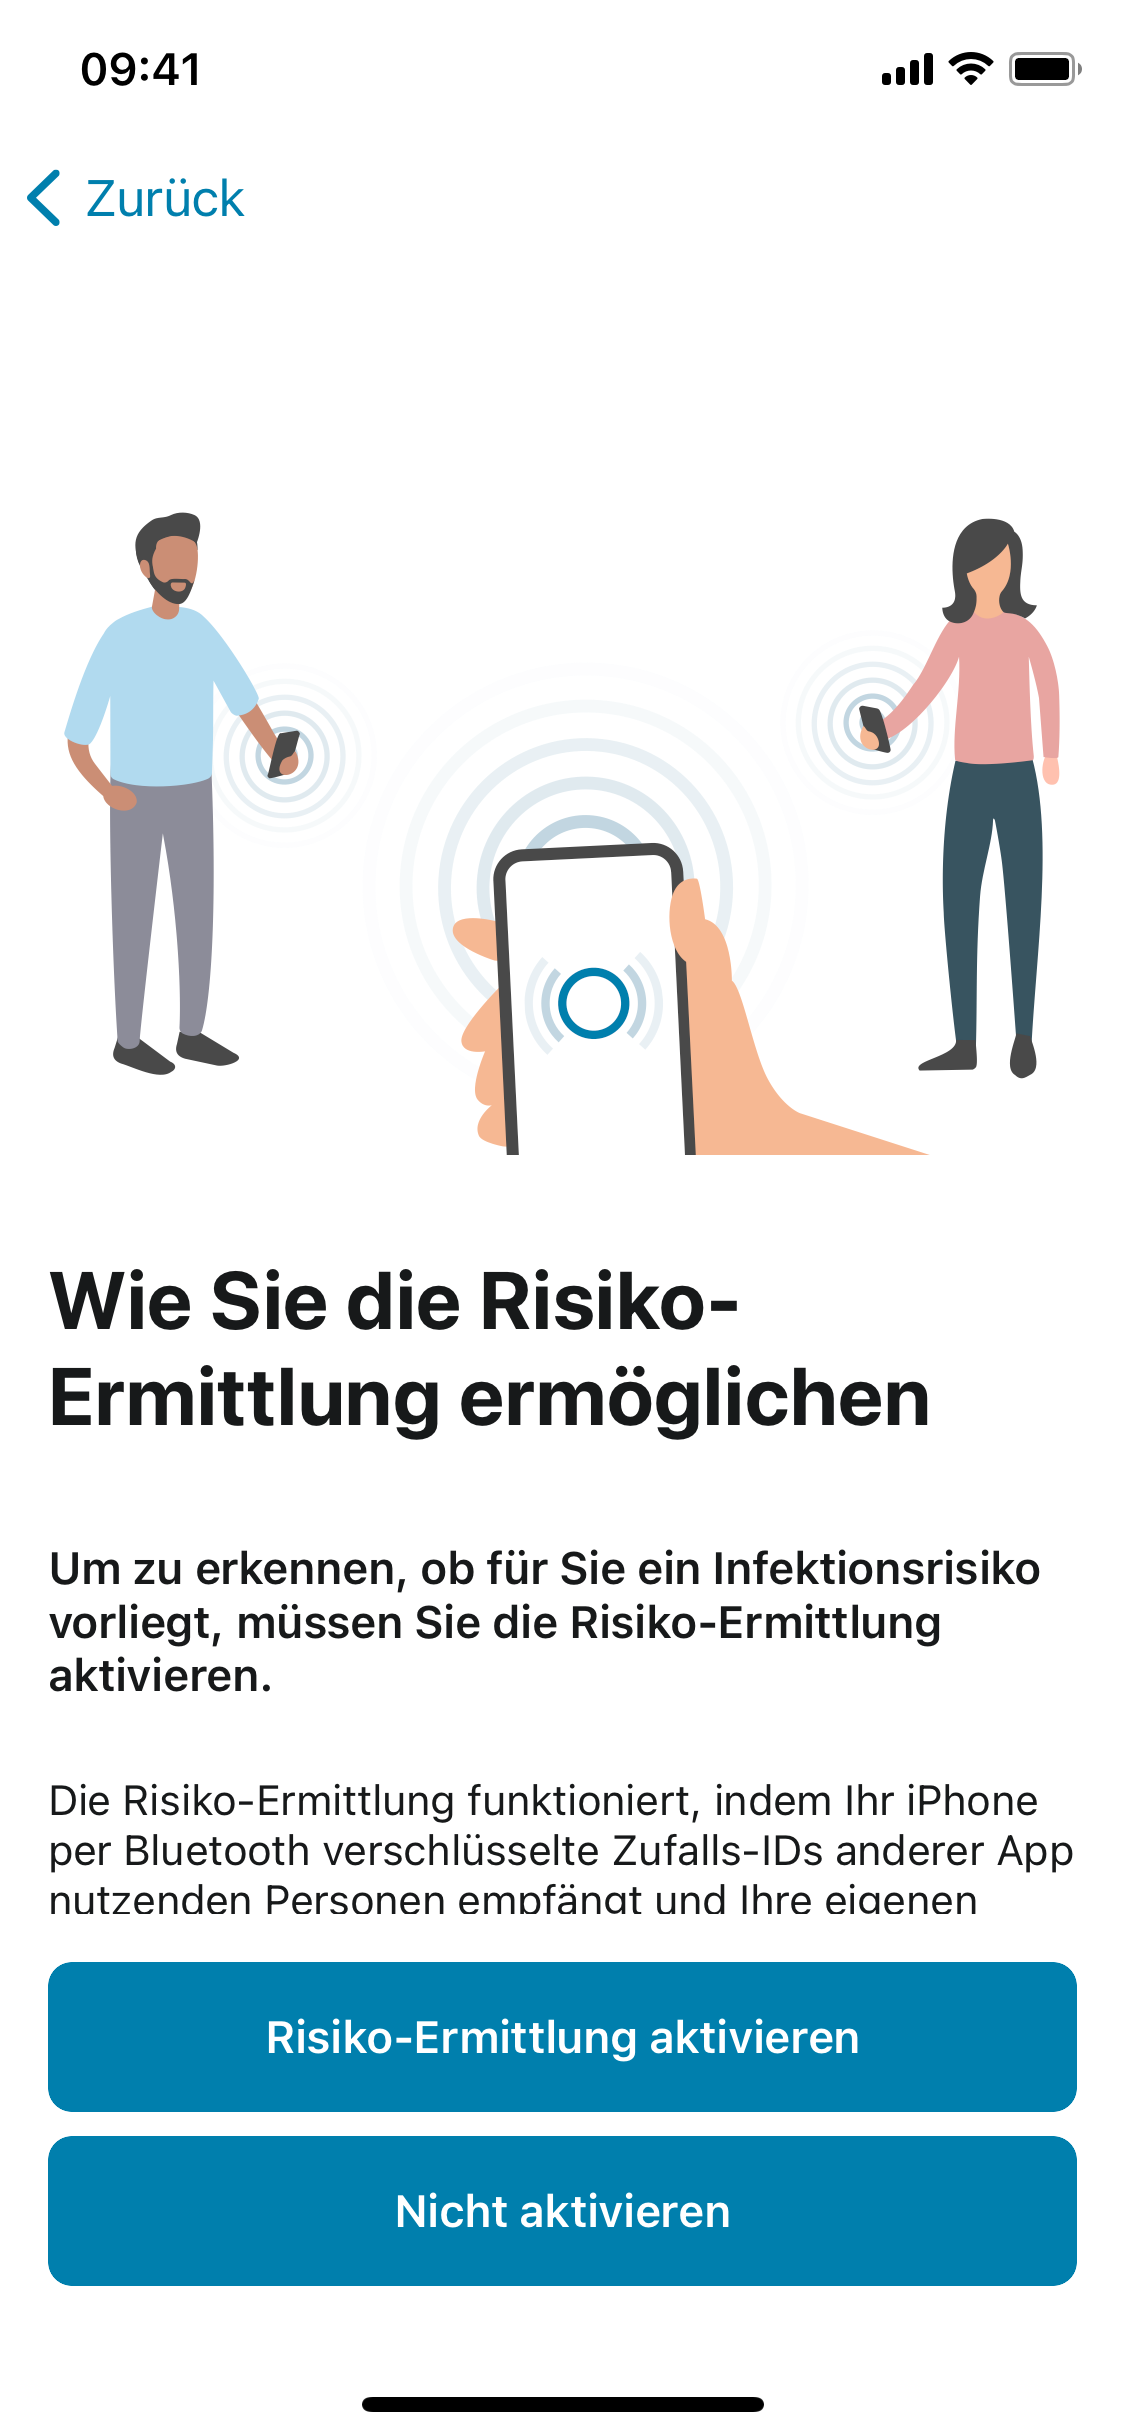 09:41
Zurück
Wie Sie die Risiko-
Ermittlung ermöglichen
Um zu erkennen, ob für Sie ein Infektionsrisiko
vorliegt, müssen Sie die Risiko-Ermittlung
aktivieren.
Die Risiko-Ermittlung funktioniert, indem Ihr iPhone
per Bluetooth verschlüsselte Zufalls-IDs anderer App
nutzenden Personen empfängt und Ihre eigenen
Risiko-Ermittlung aktivieren
Nicht aktivieren